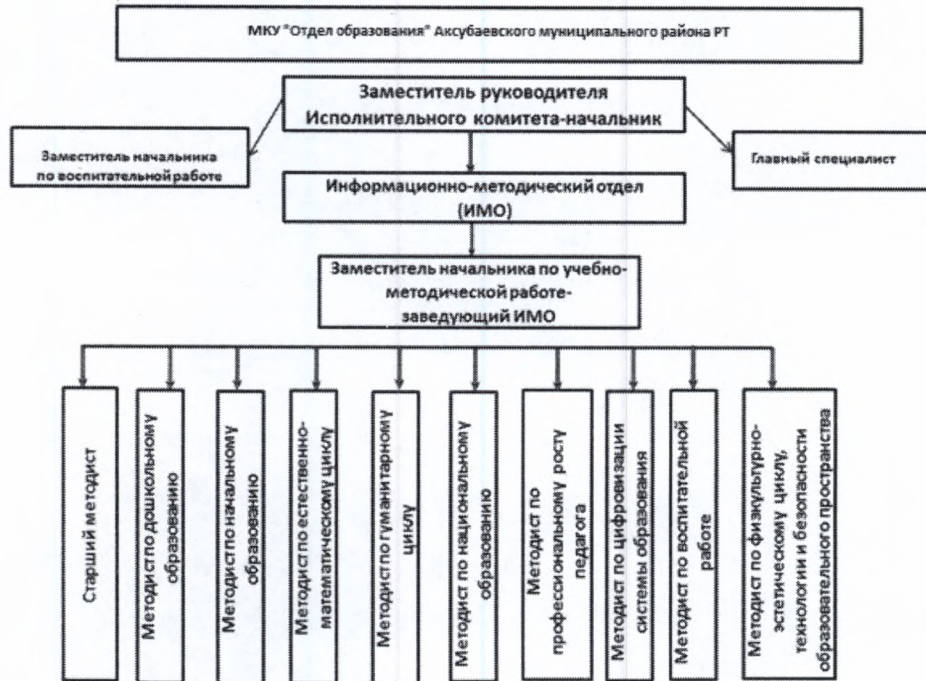 МКУ "Отдел образования" Аксубаевского муниципального района РТ
Заместитель руководителя
Исполнительного комитета-начальник
Заместитель начальника
по воспитательной работе
Главный специалист
Информационно-методический отдел
(ИМО)
Заместитель начальника по учебно-
методической работе-
заведующий ИМО
Старший методист
Методист по дошкольному
образованию
Методист по начальному
образованию
Методист по естественно-
математическому циклу
Методист по гуманитарному
циклу
Методист по национальному
образованию
Методист по
профессиональному росту
педагога
Методист по цифровизации
системы образования
Методист по воспитательной
работе
Методист по физкультурно-
эстетическому циклу,
технологии и безопасности
образовательного пространства